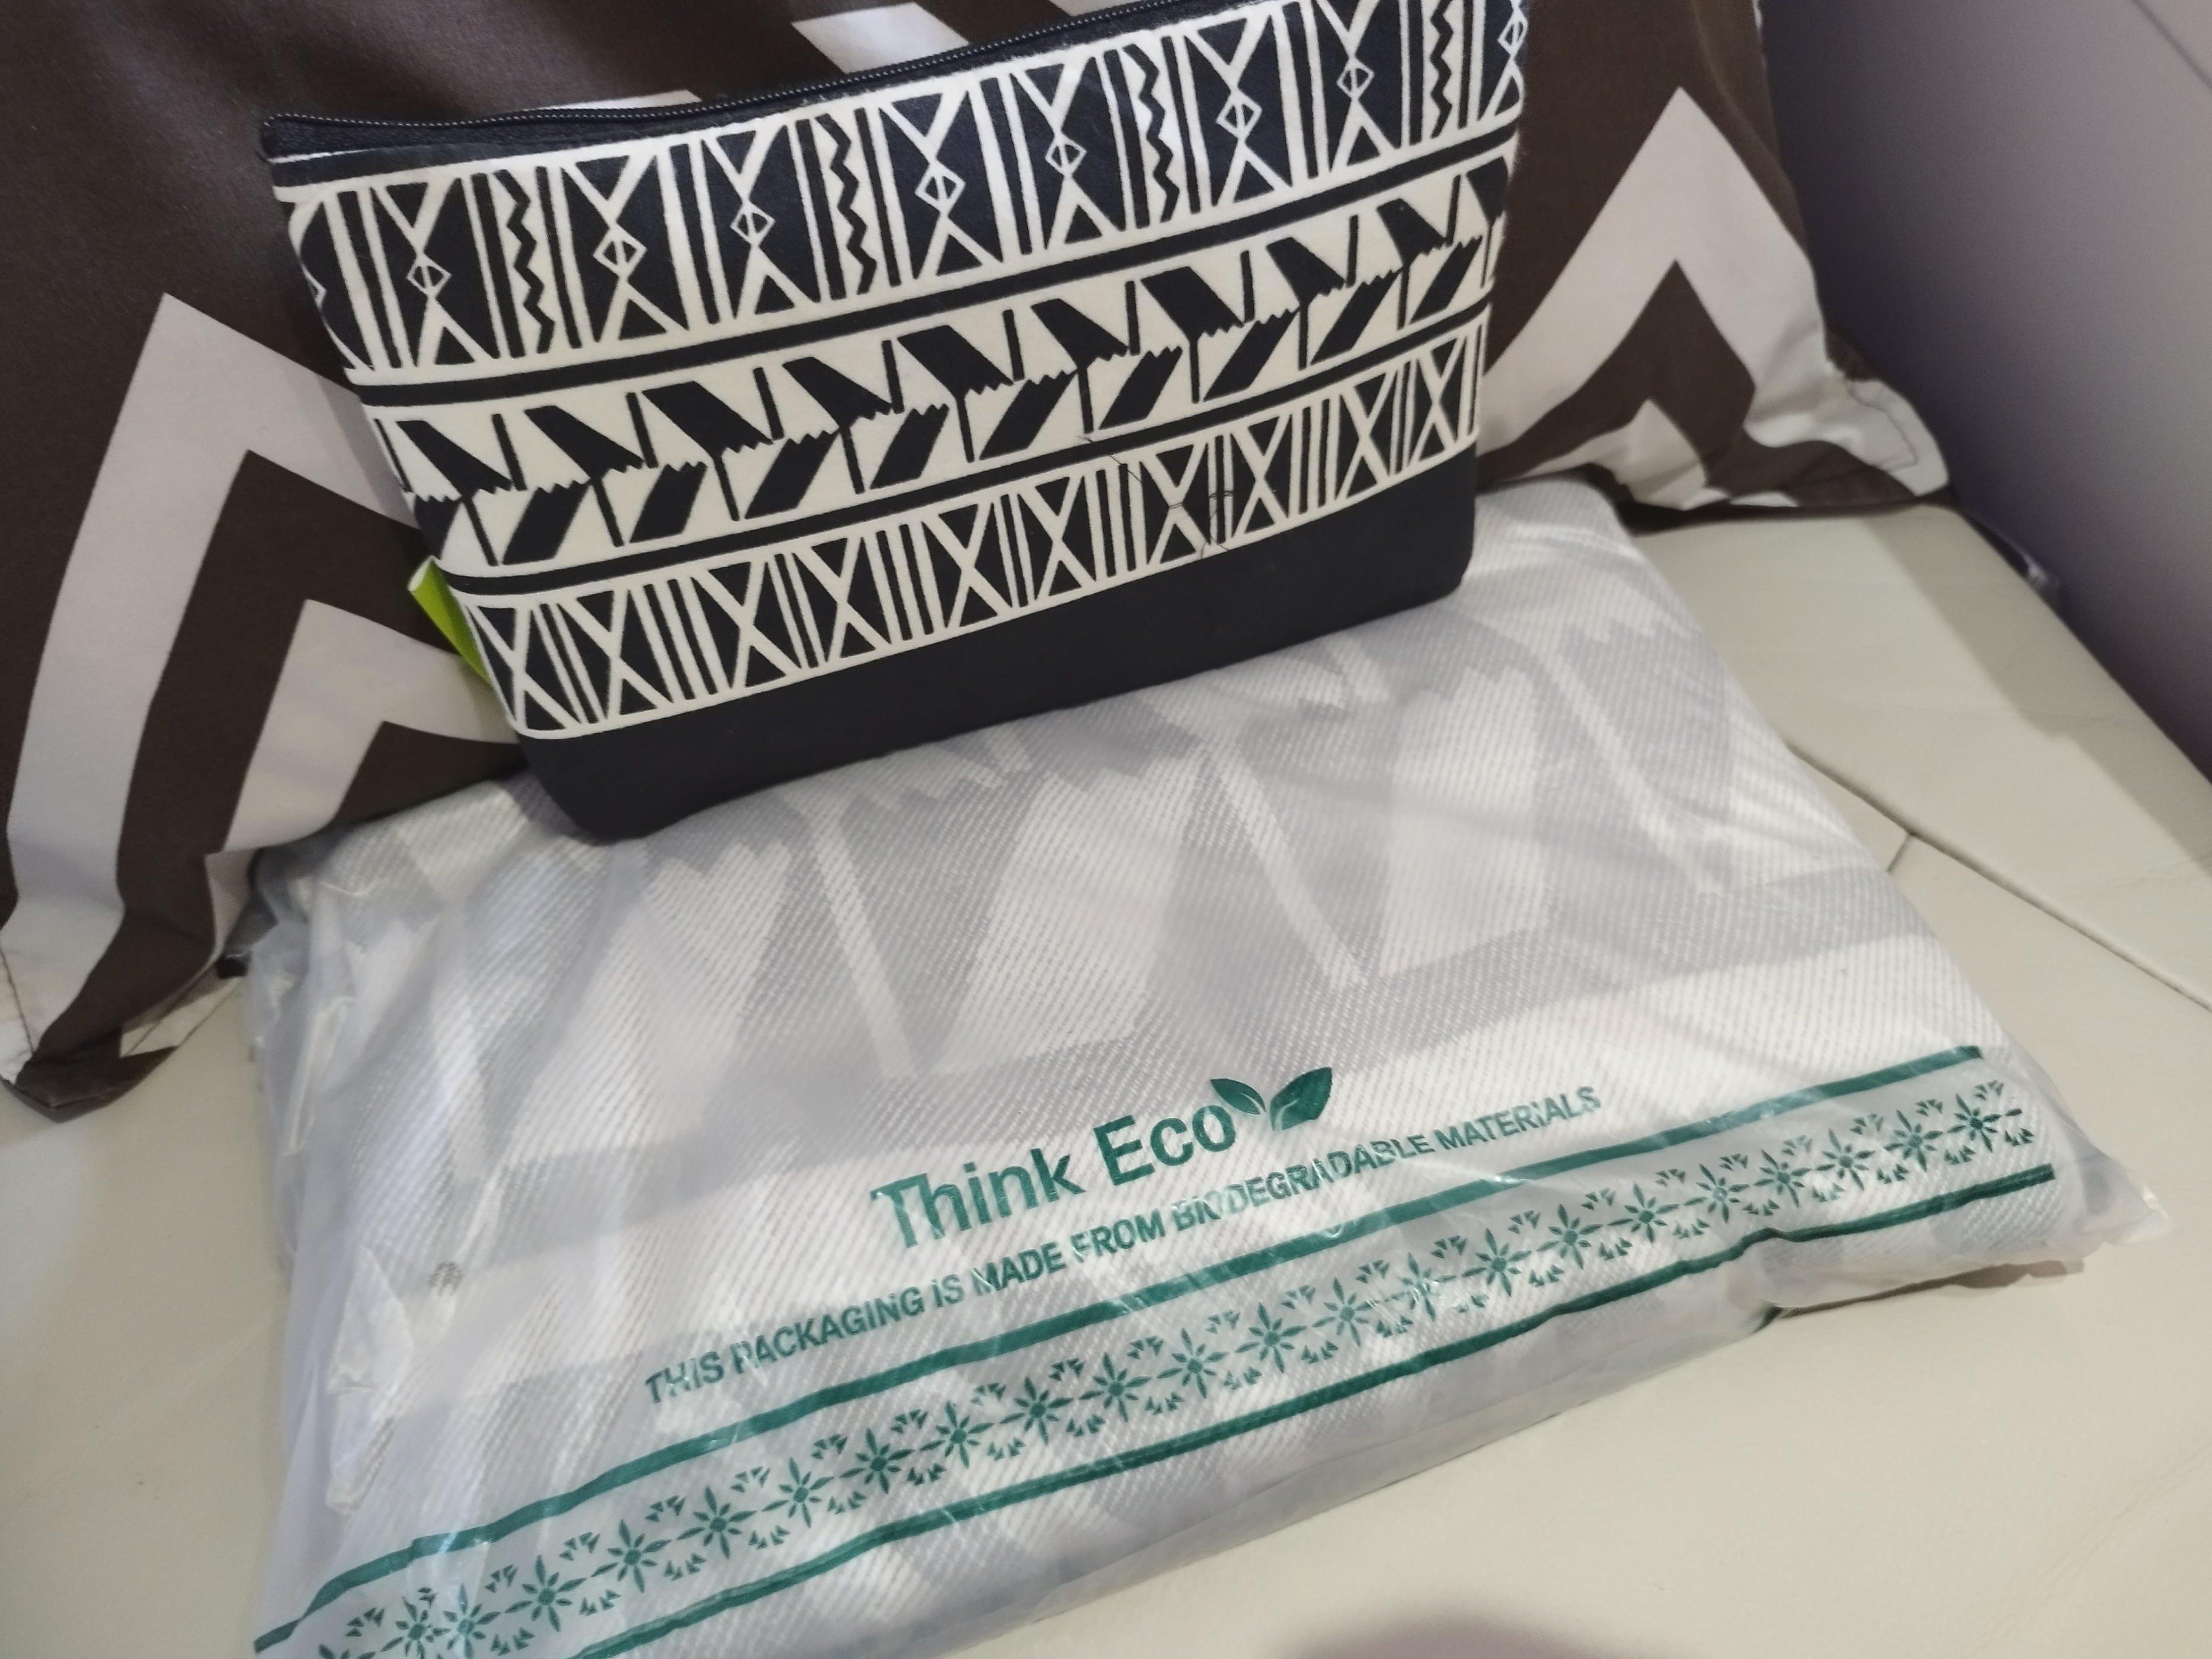 Think Eco
THIS PACKAGING IS MADE FROM BIODEGRADABLE MATERIALS